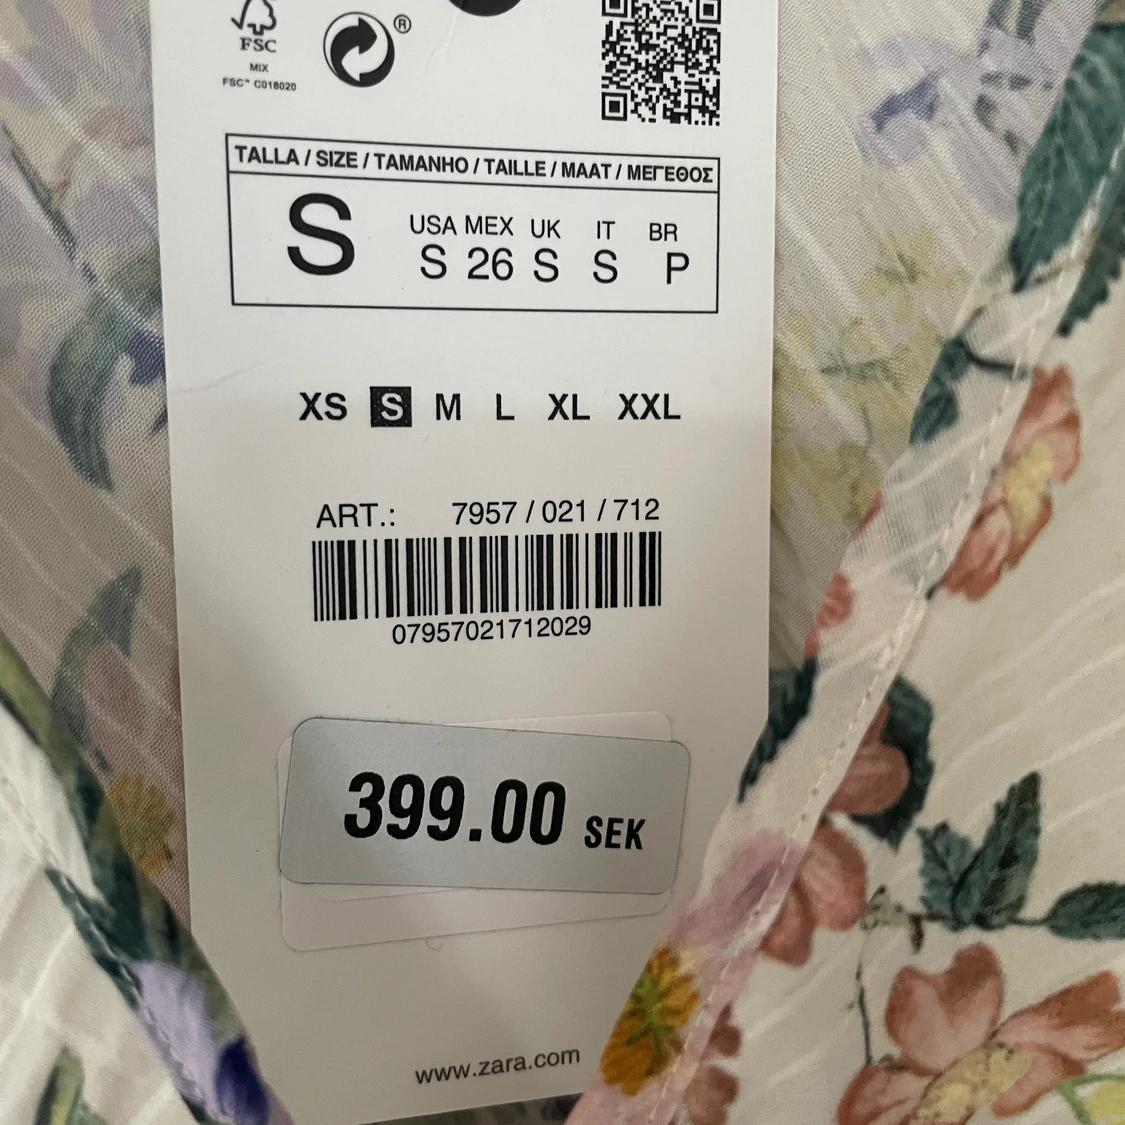 FSC
MIX
FSC™ C018020
®
TALLA / SIZE / TAMANHO / TAILLE / MAAT / ΜΕΓΕΘΟΣ
S
USA MEX UK IT BR
S 26 S S P
XS S M L XL XXL
ART.: 7957 / 021 / 712
07957021712029
399.00 SEK
www.zara.com